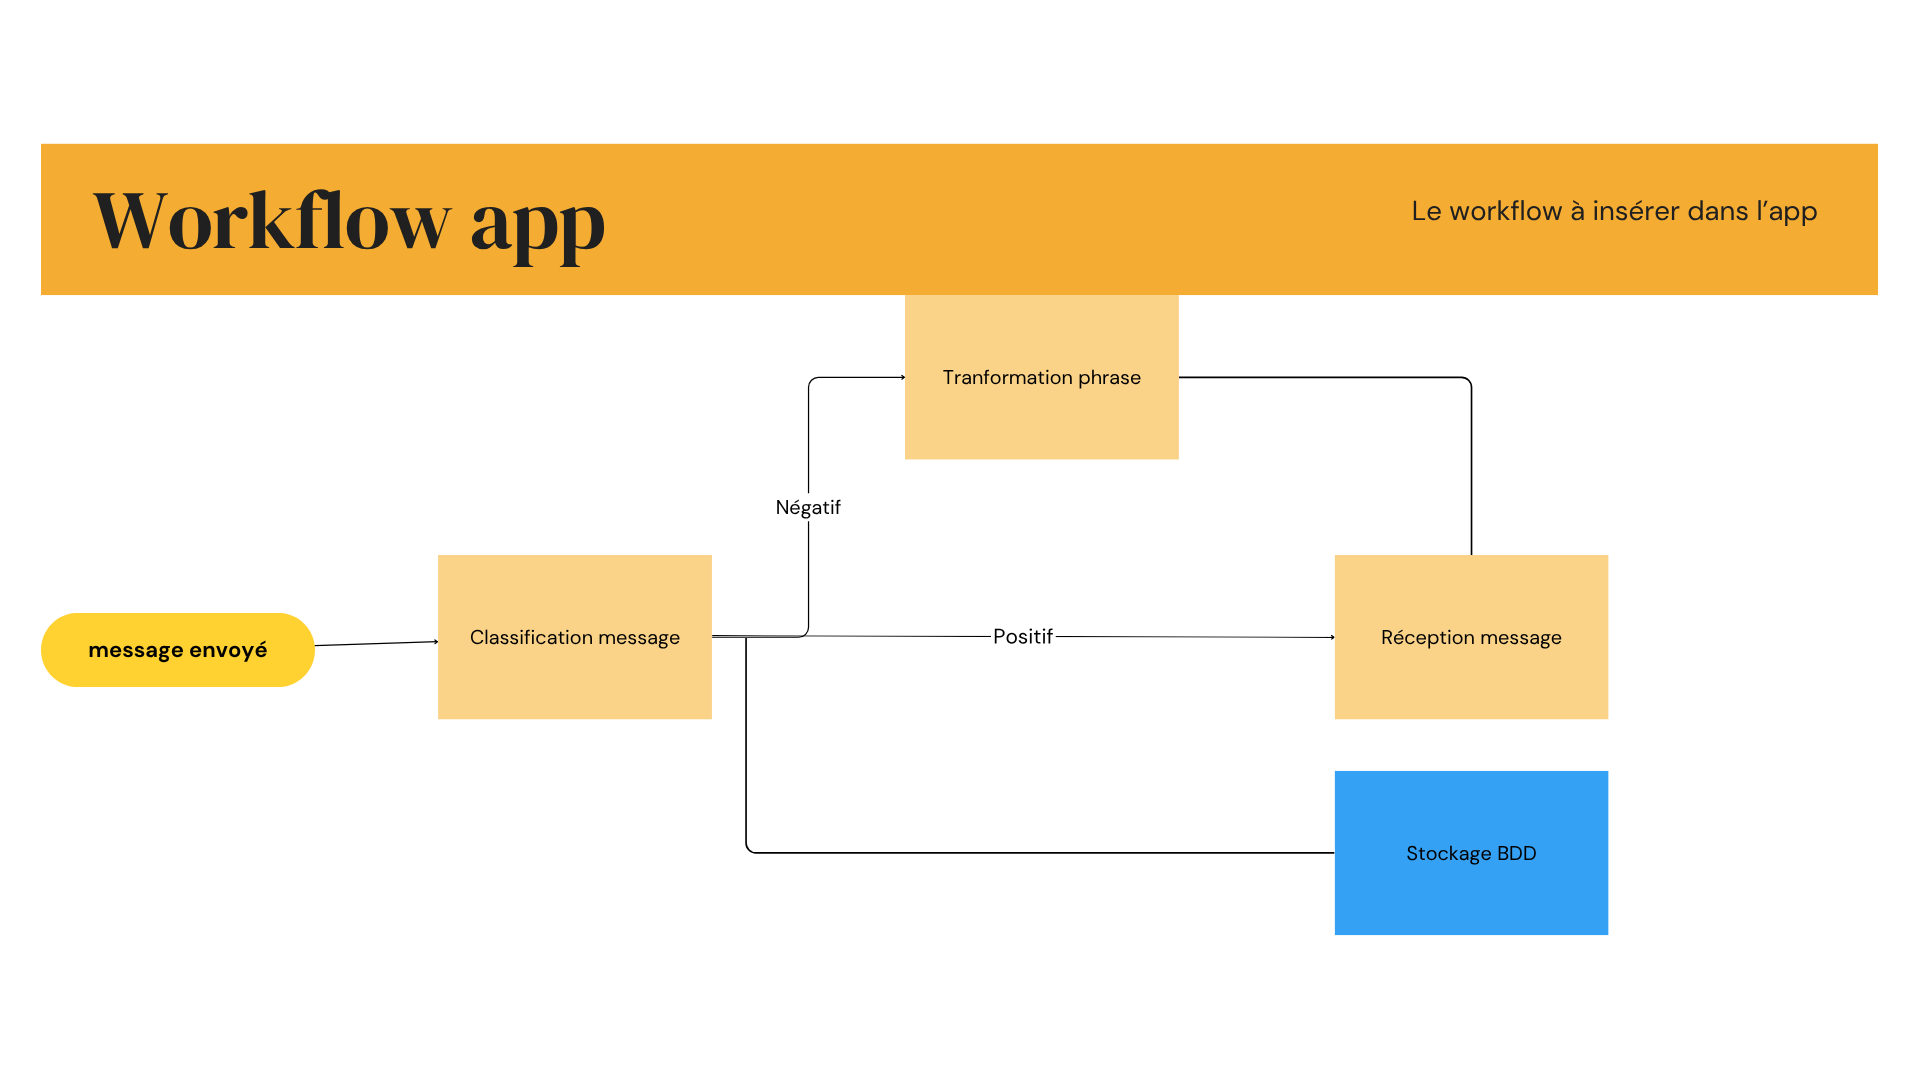 Workflow app
Le workflow à insérer dans l’app
Tranformation phrase
Négatif
message envoyé
Classification message
Positif
Réception message
Stockage BDD